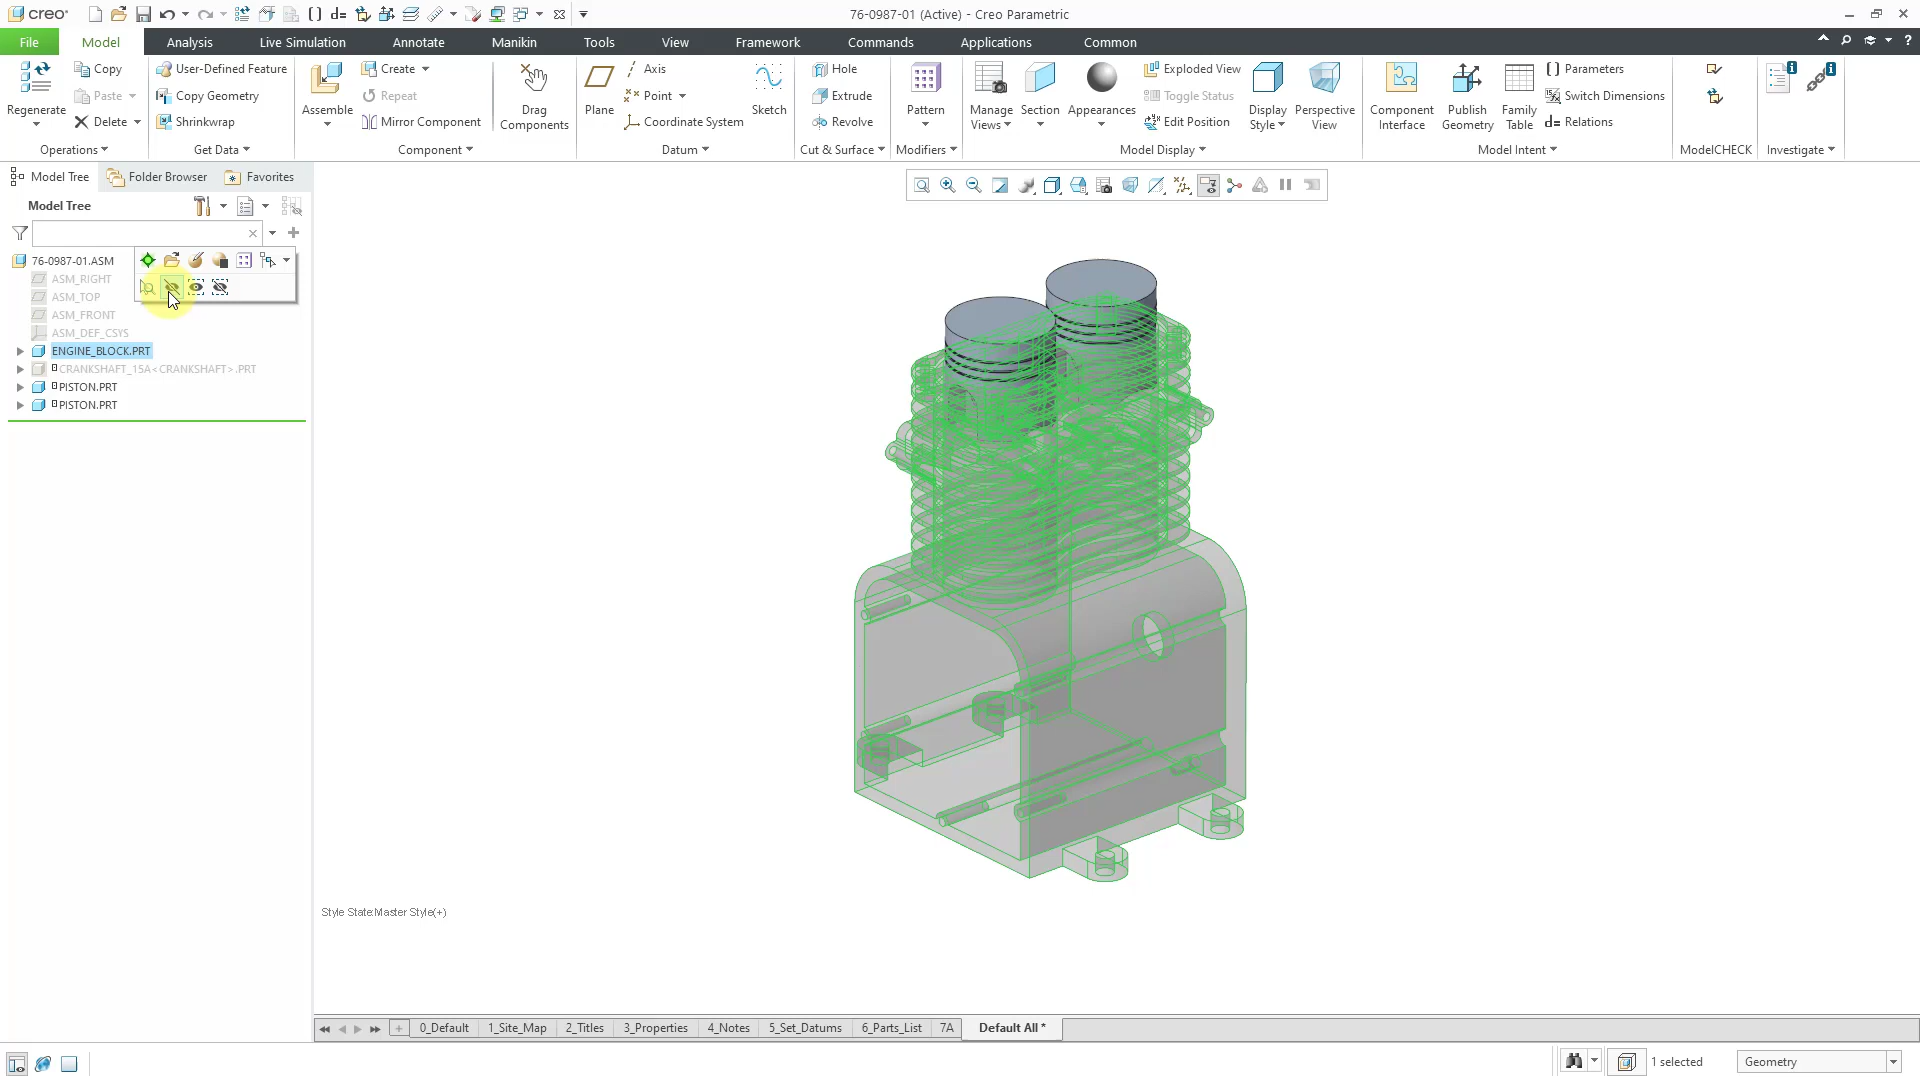 creo
76-0987-01 (Active) - Creo Parametric
File
Model
Analysis
Live Simulation
Annotate
Manikin
Tools
View
Framework
Commands
Applications
Common
Regenerate
Copy
Paste
Delete
Operations
User-Defined Feature
Copy Geometry
Shrinkwrap
Get Data
Assemble
Create
Repeat
Mirror Component
Component
Drag
Components
Plane
Axis
Point
Coordinate System
Sketch
Datum
Hole
Extrude
Revolve
Cut & Surface
Pattern
Modifiers
Manage
Views
Section
Appearances
Exploded View
Toggle Status
Edit Position
Display
Style
Perspective
View
Model Display
Component
Interface
Publish
Geometry
Family
Table
Parameters
Switch Dimensions
Relations
Model Intent
ModelCHECK
Investigate
Model Tree
Folder Browser
Favorites
Model Tree
76-0987-01.ASM
ASM_RIGHT
ASM_TOP
ASM_FRONT
ASM_DEF_CSYS
ENGINE_BLOCK.PRT
CRANKSHAFT_15A<CRANKSHAFT>.PRT
PISTON.PRT
PISTON.PRT
Style State:Master Style(+)
0_Default
1_Site_Map
2_Titles
3_Properties
4_Notes
5_Set_Datums
6_Parts_List
7A
Default All *
1 selected
Geometry